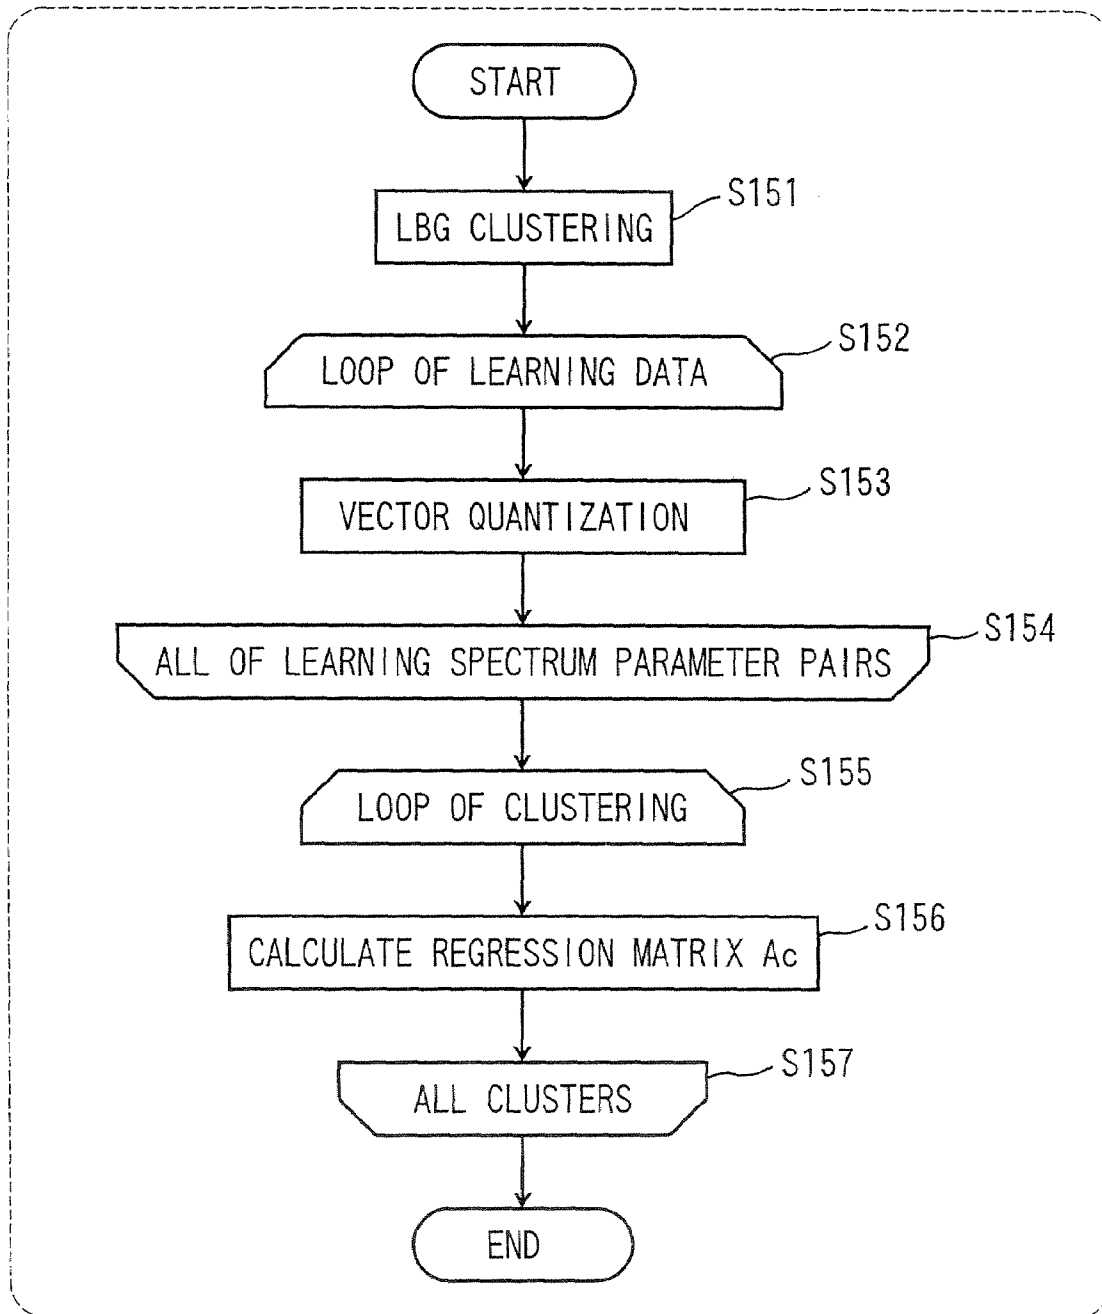 START
S151
LBG CLUSTERING
S152
LOOP OF LEARNING DATA
S153
VECTOR QUANTIZATION
S154
ALL OF LEARNING SPECTRUM PARAMETER PAIRS
S155
LOOP OF CLUSTERING
S156
CALCULATE REGRESSION MATRIX Ac
S157
ALL CLUSTERS
END